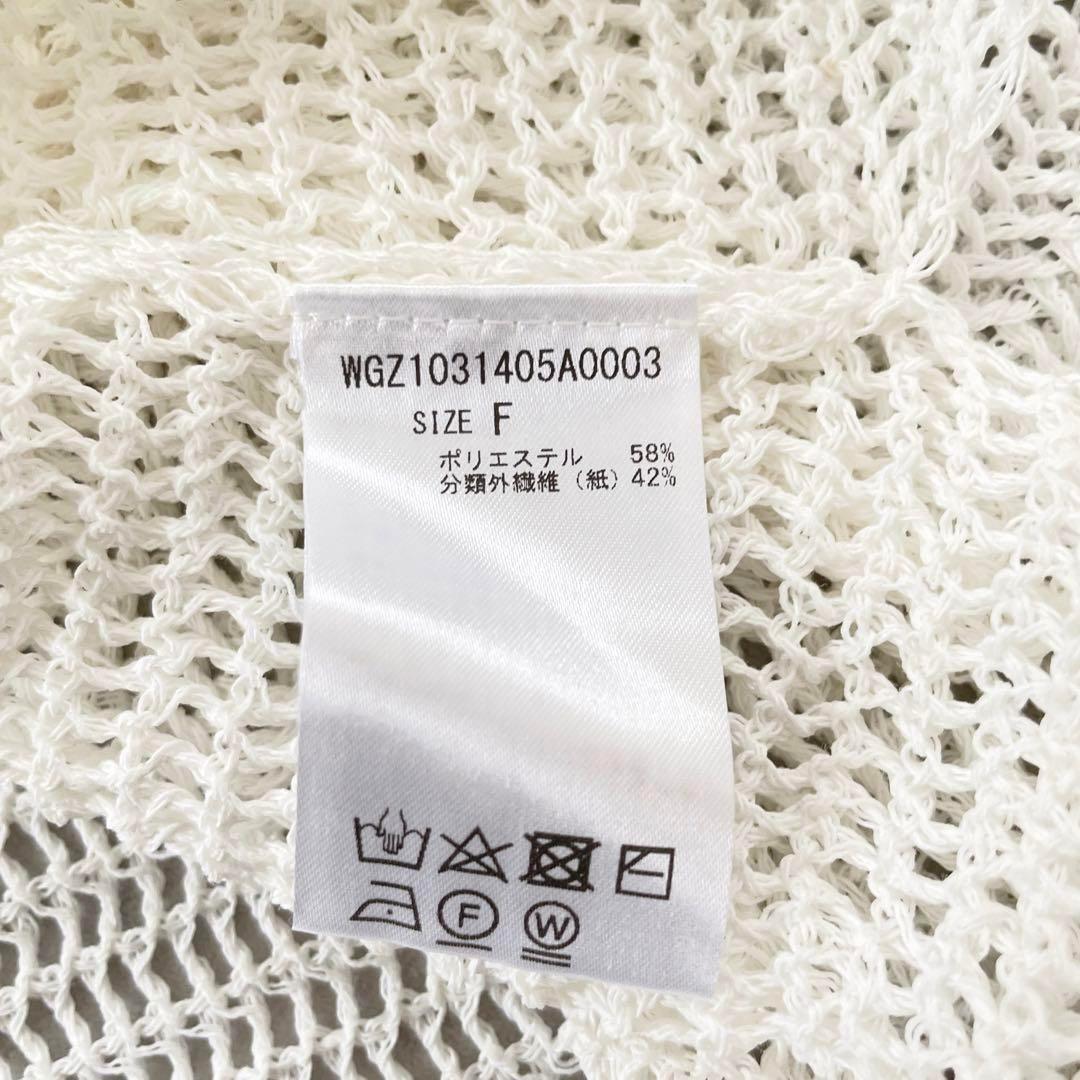 WGZ1031405A0003
SIZE F
ポリエステル 58%
分類外繊維（紙）42%
F W